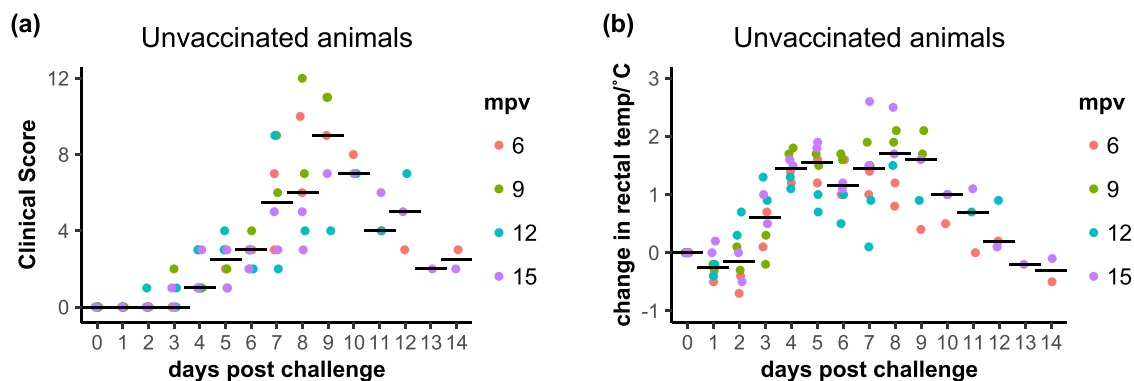 (a)
Unvaccinated animals
Clinical Score
12
8
4
0
0 1 2 3 4 5 6 7 8 9 10 11 12 13 14
days post challenge
mpv
6
9
12
15
(b)
Unvaccinated animals
change in rectal temp/˚C
3
2
1
0
-1
0 1 2 3 4 5 6 7 8 9 10 11 12 13 14
days post challenge
mpv
6
9
12
15